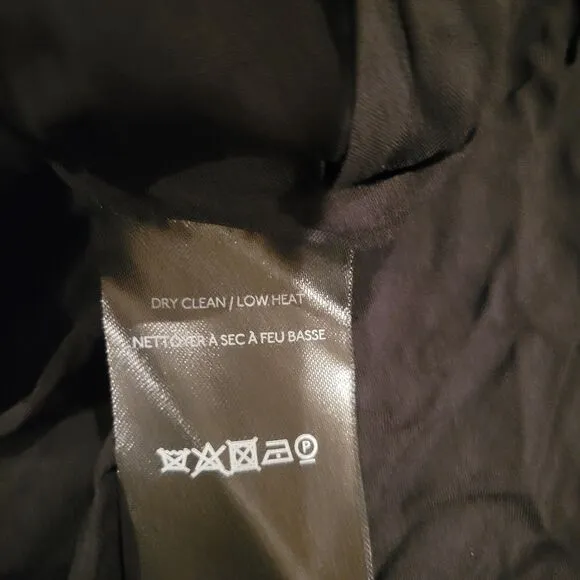 DRY CLEAN / LOW HEAT
NETTOYER À SEC À FEU BASSE
P